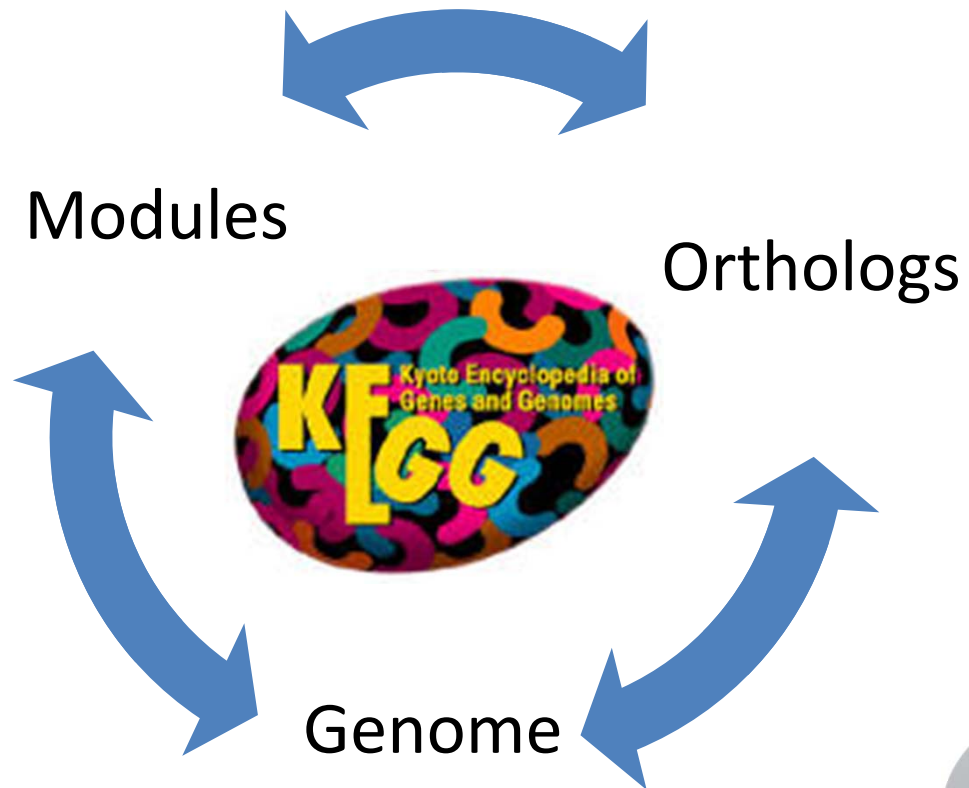 Modules
Orthologs
Kyoto Encyclopedia of
Genes and Genomes
KEGG
Genome